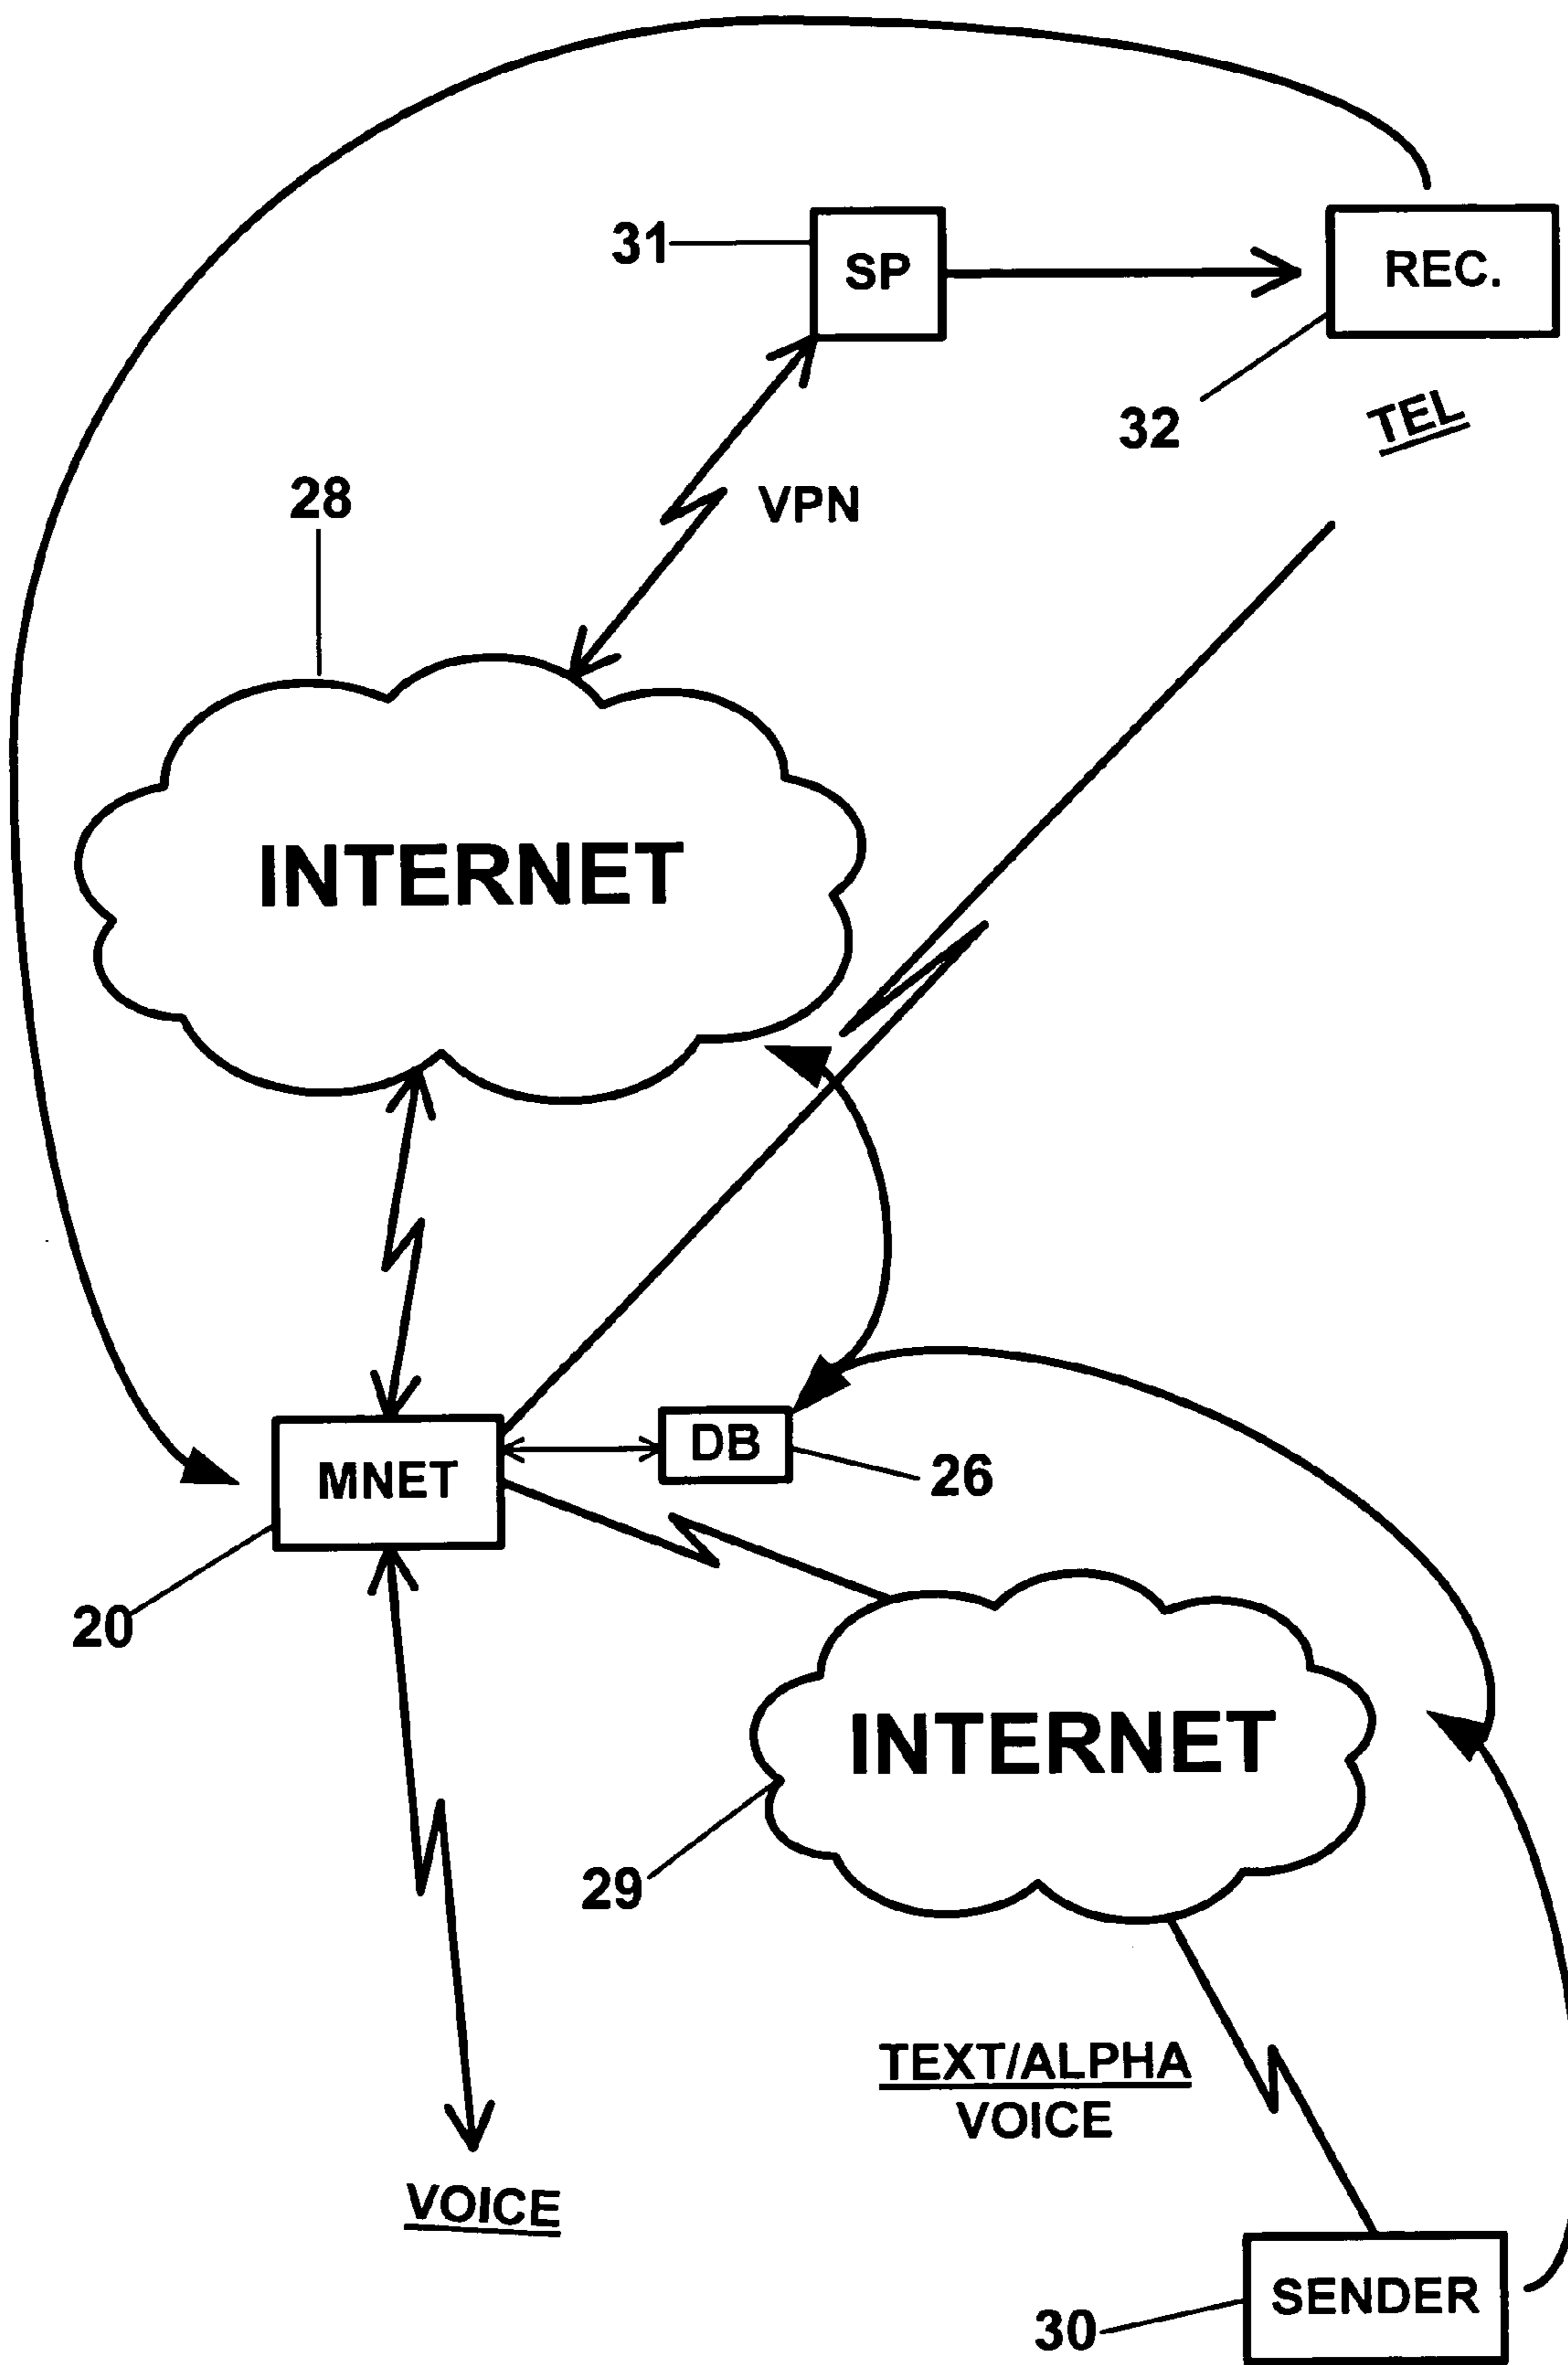 31
SP
REC.
32
TEL
28
VPN
INTERNET
DB
MNET
26
20
INTERNET
29
TEXT/ALPHA
VOICE
VOICE
SENDER
30